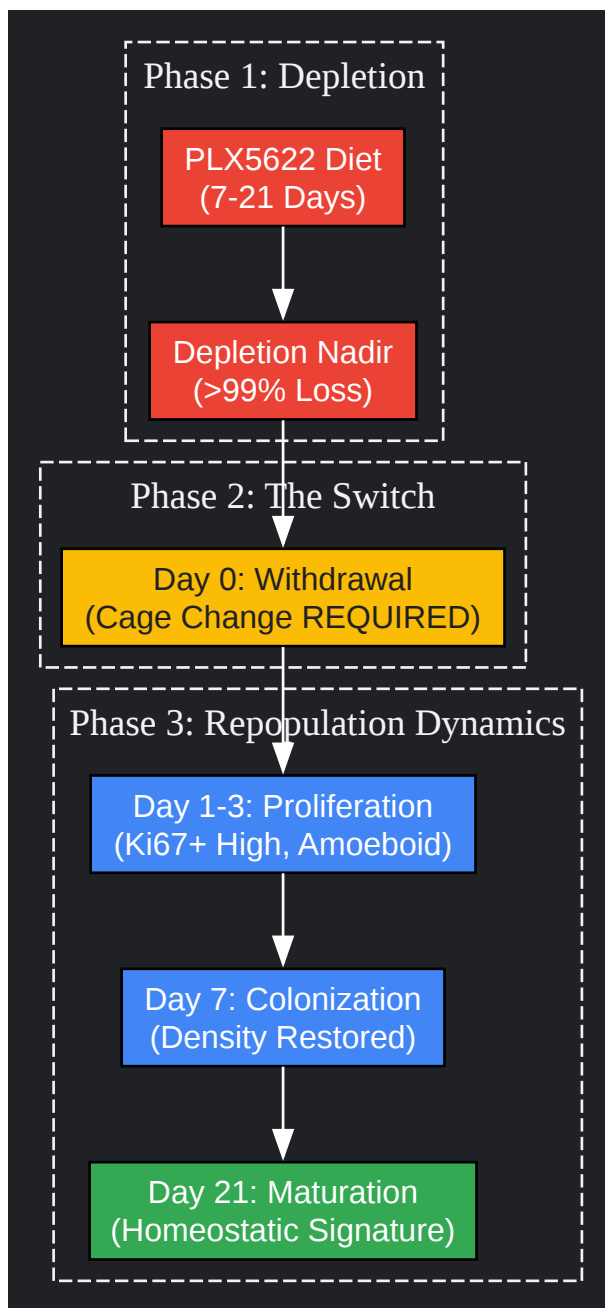 Phase 1: Depletion
PLX5622 Diet
(7-21 Days)
Depletion Nadir
(>99% Loss)
Phase 2: The Switch
Day 0: Withdrawal
(Cage Change REQUIRED)
Phase 3: Repopulation Dynamics
Day 1-3: Proliferation
(Ki67+ High, Amoeboid)
Day 7: Colonization
(Density Restored)
Day 21: Maturation
(Homeostatic Signature)